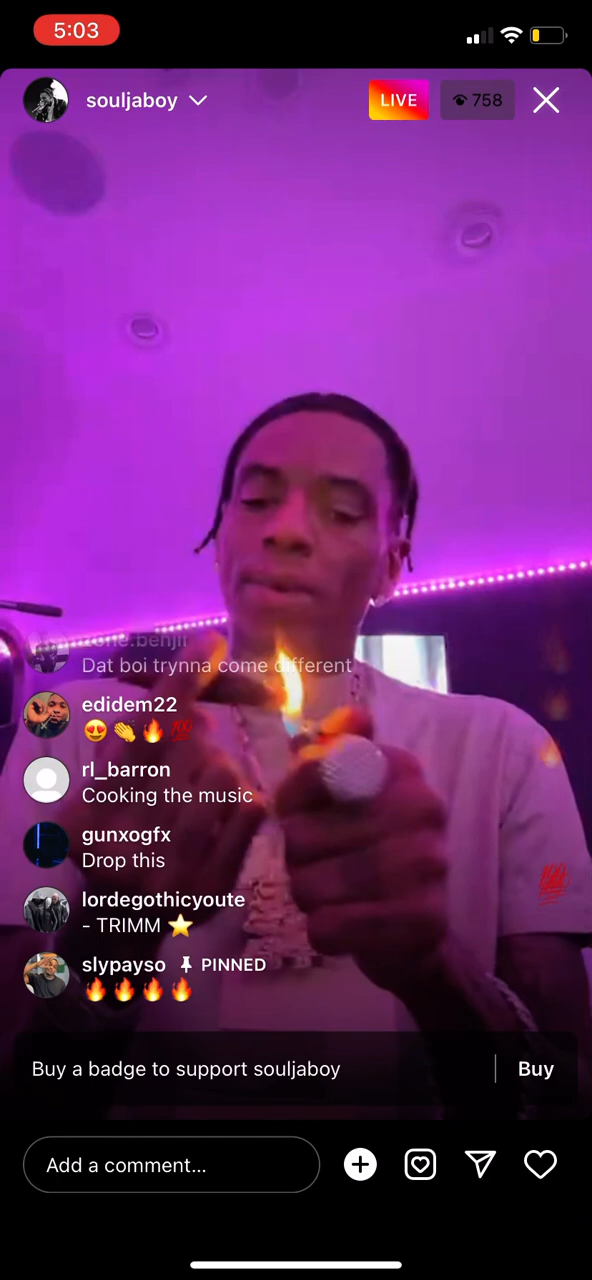 5:03
souljaboy
LIVE
758
Dat boi trynna come different
edidem22
😍👏🔥💯
rl_barron
Cooking the music
gunxogfx
Drop this
lordegothicyoute
- TRIMM ⭐
slypayso PINNED
🔥🔥🔥🔥
Buy a badge to support souljaboy
Buy
Add a comment...